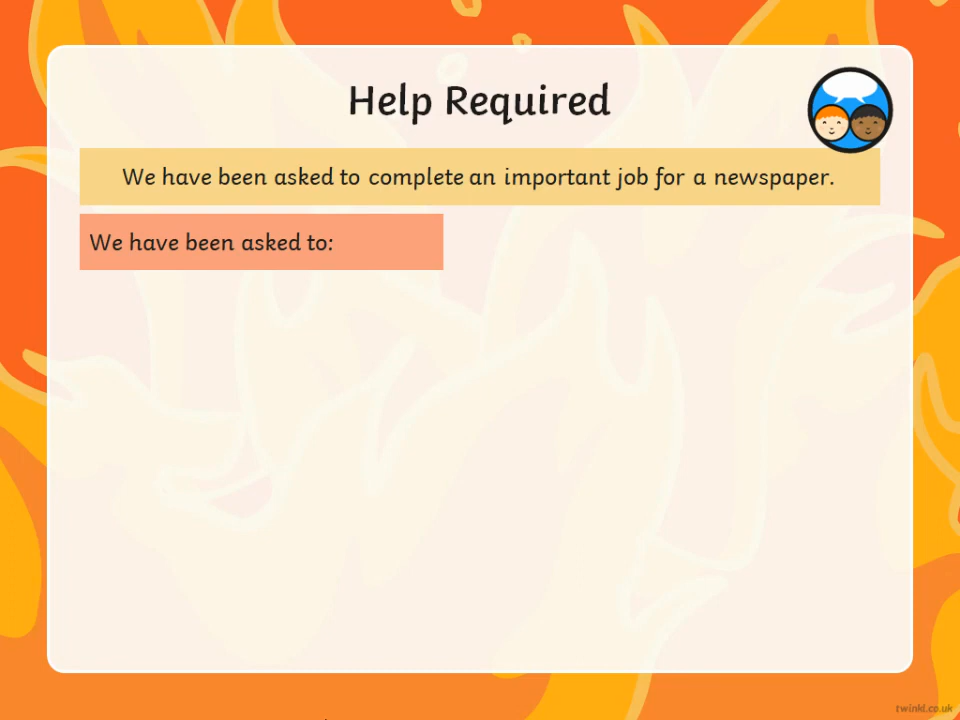 Help Required
We have been asked to complete an important job for a newspaper.
We have been asked to:
twinkl.co.uk